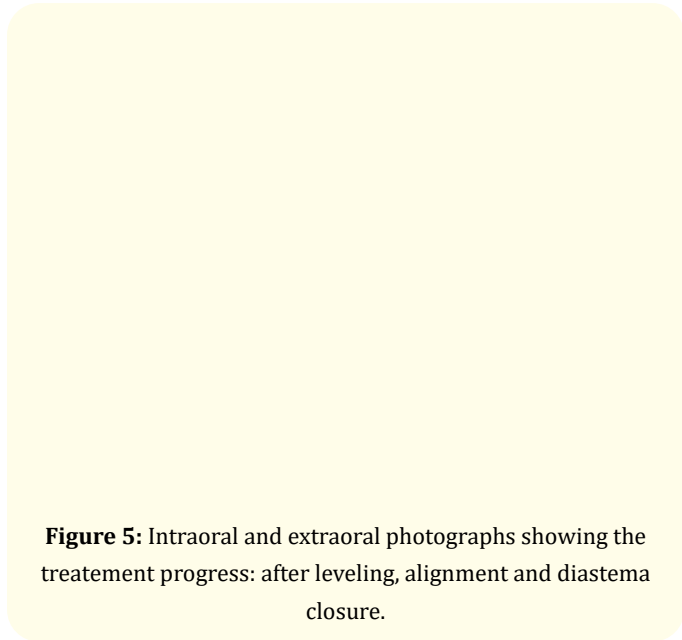 Figure 5: Intraoral and extraoral photographs showing the
treatement progress: after leveling, alignment and diastema
closure.